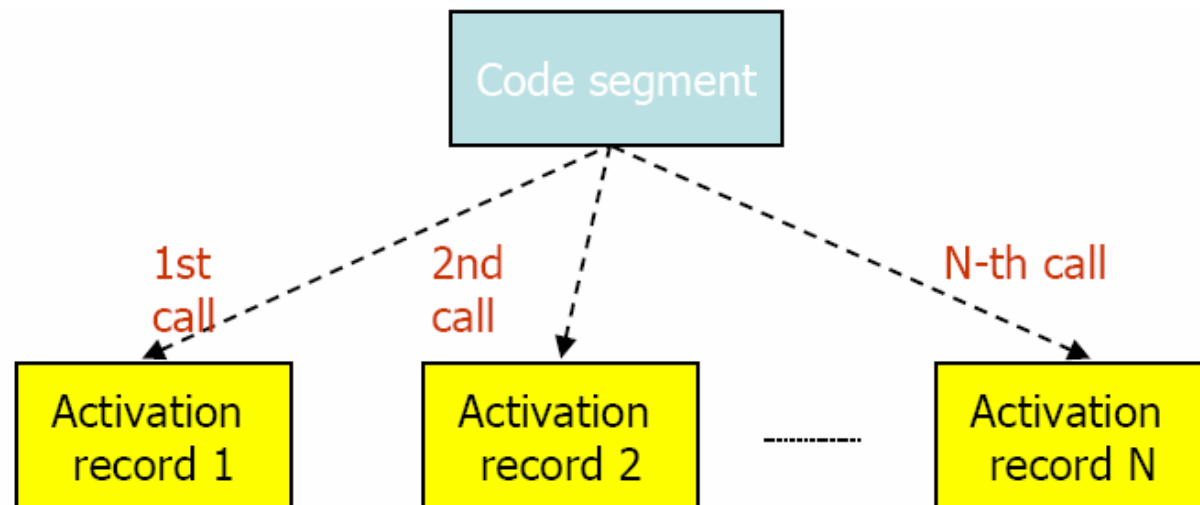 Code segment
1st
call
2nd
call
N-th call
Activation
record 1
Activation
record 2
Activation
record N